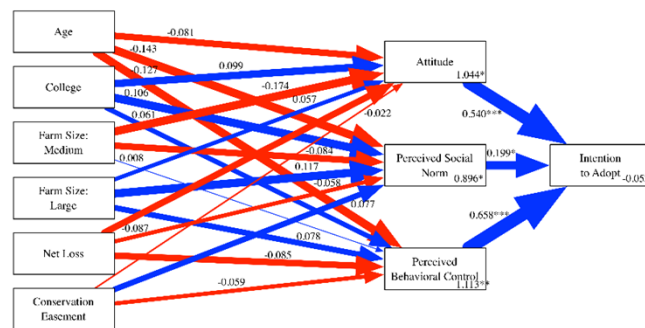 Age
College
Farm Size:
Medium
Farm Size:
Large
Net Loss
Conservation
Easement
-0.081
-0.143
0.127
0.099
0.106
0.061
-0.174
0.057
-0.022
0.008
-0.084
0.117
-0.058
0.077
-0.087
0.078
-0.085
-0.059
Attitude
1.044*
Perceived Social
Norm
0.896*
Perceived
Behavioral Control
1.113**
0.540***
0.199*
0.658***
Intention
to Adopt